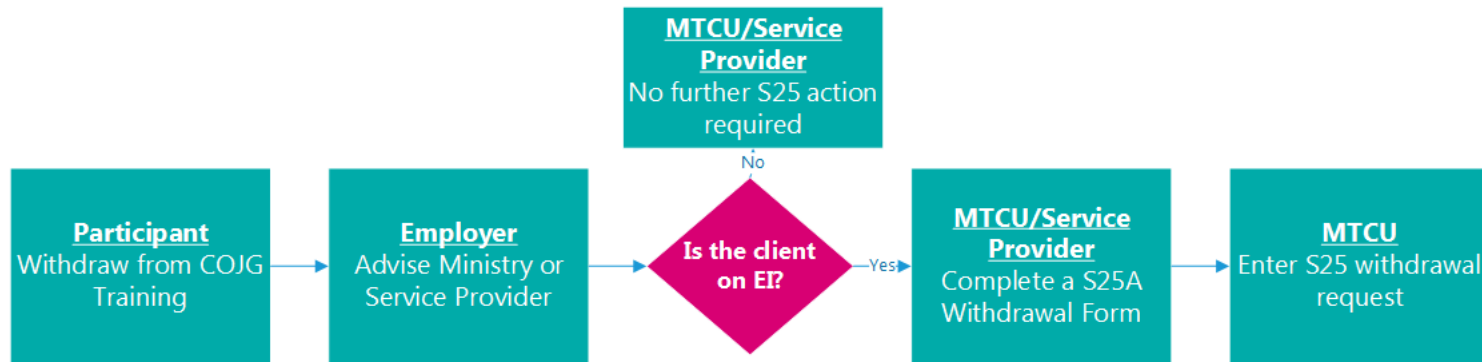 MTCU/Service
Provider
No further S25 action
required
No
Participant
Withdraw from COJG
Training
Employer
Advise Ministry or
Service Provider
Is the client
on EI?
Yes
MTCU/Service
Provider
Complete a S25A
Withdrawal Form
MTCU
Enter S25 withdrawal
request